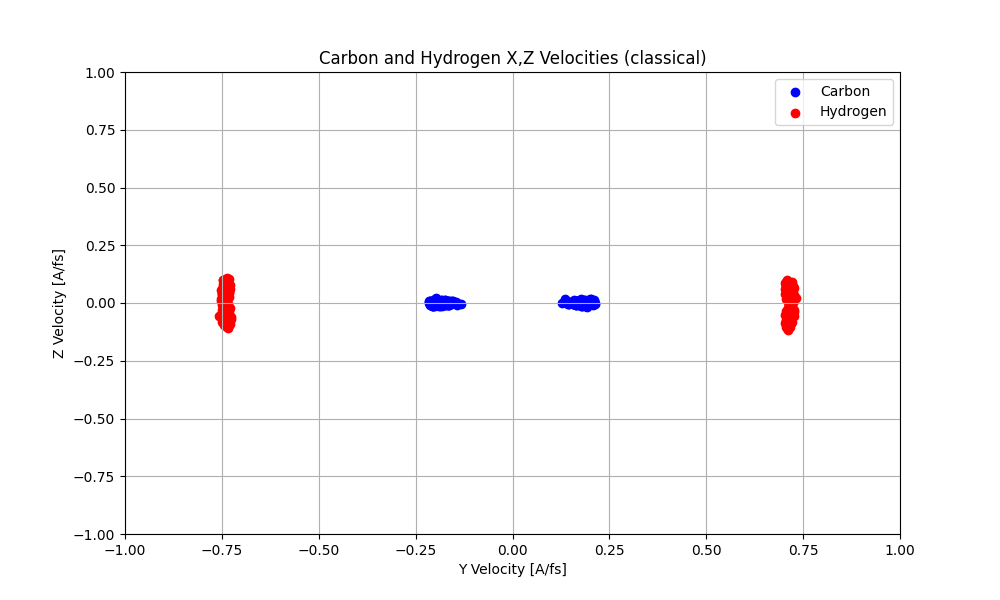 Carbon and Hydrogen X,Z Velocities (classical)
Carbon
Hydrogen
1.00
0.75
0.50
0.25
0.00
−0.25
−0.50
−0.75
−1.00
Z Velocity [A/fs]
−1.00 −0.75 −0.50 −0.25 0.00 0.25 0.50 0.75 1.00
Y Velocity [A/fs]